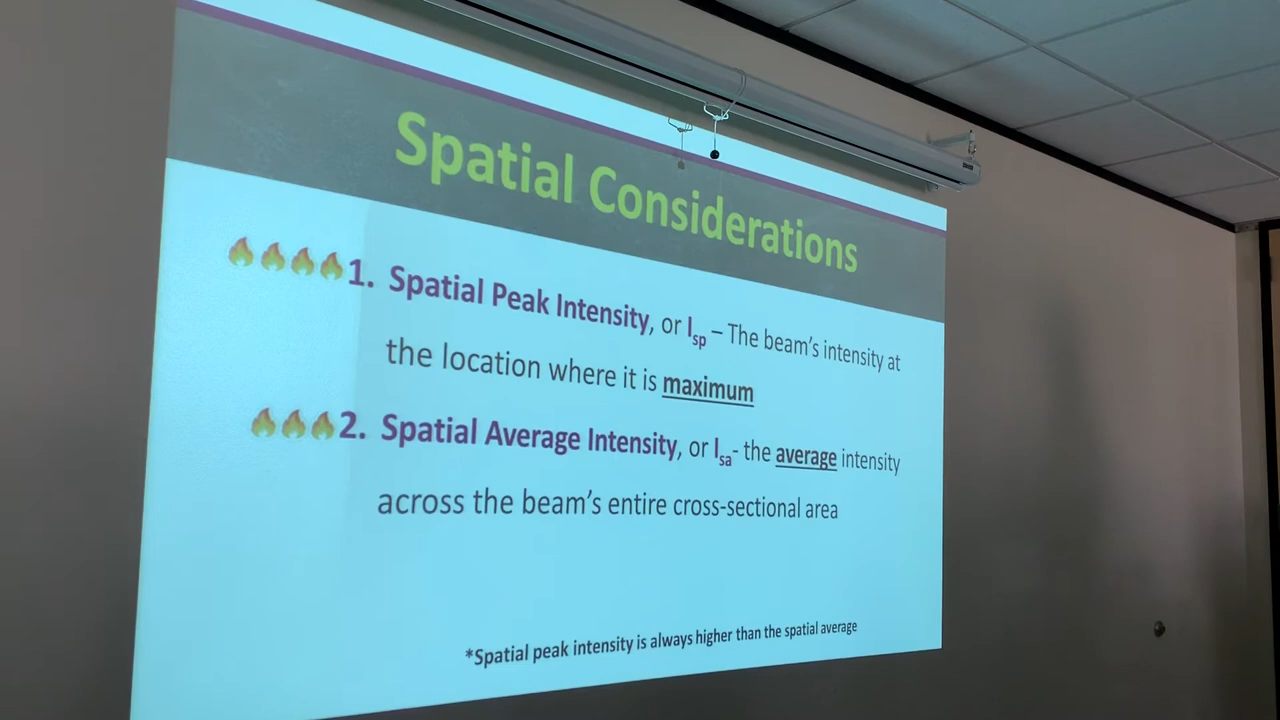 Spatial Considerations
1. Spatial Peak Intensity, or Isp – The beam's intensity at
the location where it is maximum
2. Spatial Average Intensity, or Isa- the average intensity
across the beam's entire cross-sectional area
*Spatial peak intensity is always higher than the spatial average